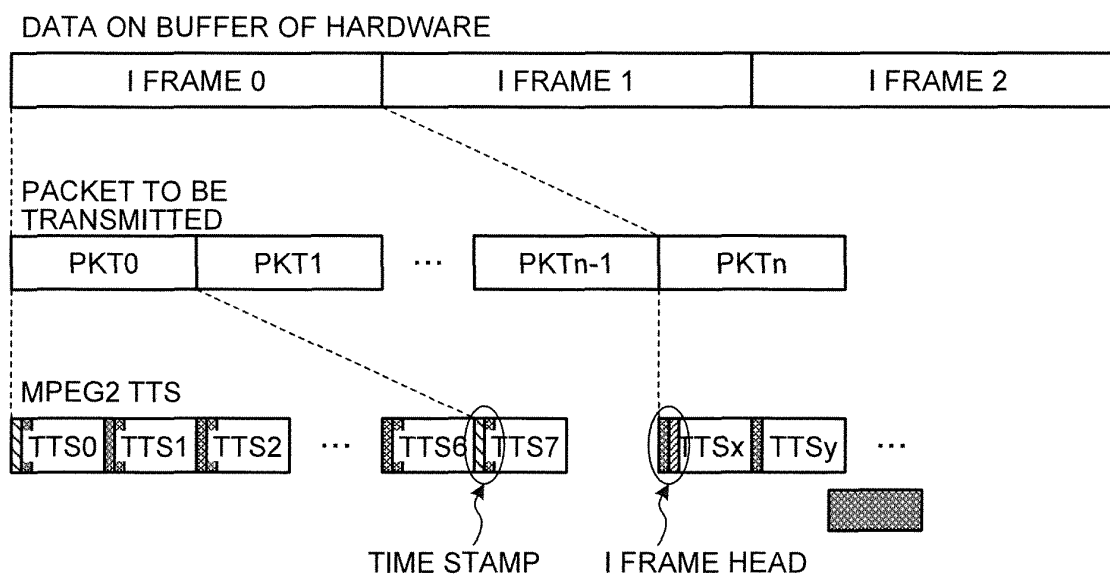 DATA ON BUFFER OF HARDWARE
I FRAME 0 I FRAME 1 I FRAME 2
PACKET TO BE
TRANSMITTED
PKT0 PKT1 ... PKTn-1 PKTn
MPEG2 TTS
TTS0 TTS1 TTS2 ... TTS6 TTS7 TTSx TTSy ...
TIME STAMP I FRAME HEAD